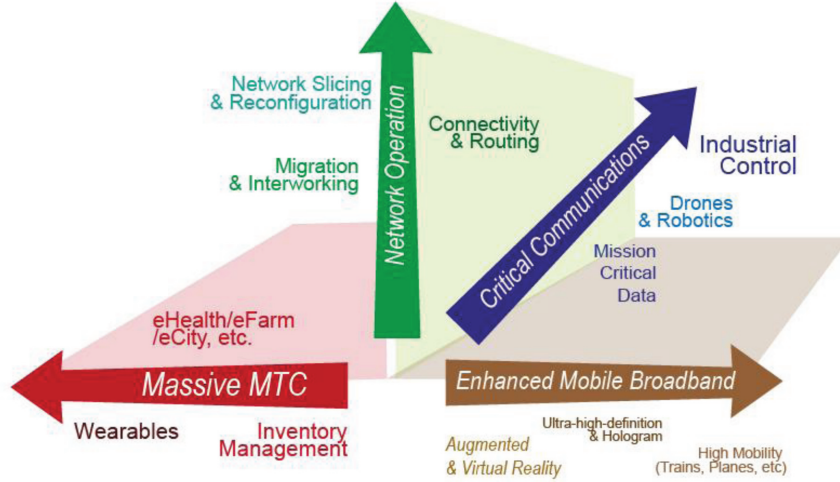 Network Slicing
& Reconfiguration
Migration
& Interworking
Network Operation
Connectivity
& Routing
Critical Communications
Industrial
Control
Drones
& Robotics
Mission
Critical
Data
eHealth/eFarm
/eCity, etc.
Massive MTC
Wearables
Inventory
Management
Enhanced Mobile Broadband
Ultra-high-definition
& Hologram
Augmented
& Virtual Reality
High Mobility
(Trains, Planes, etc)